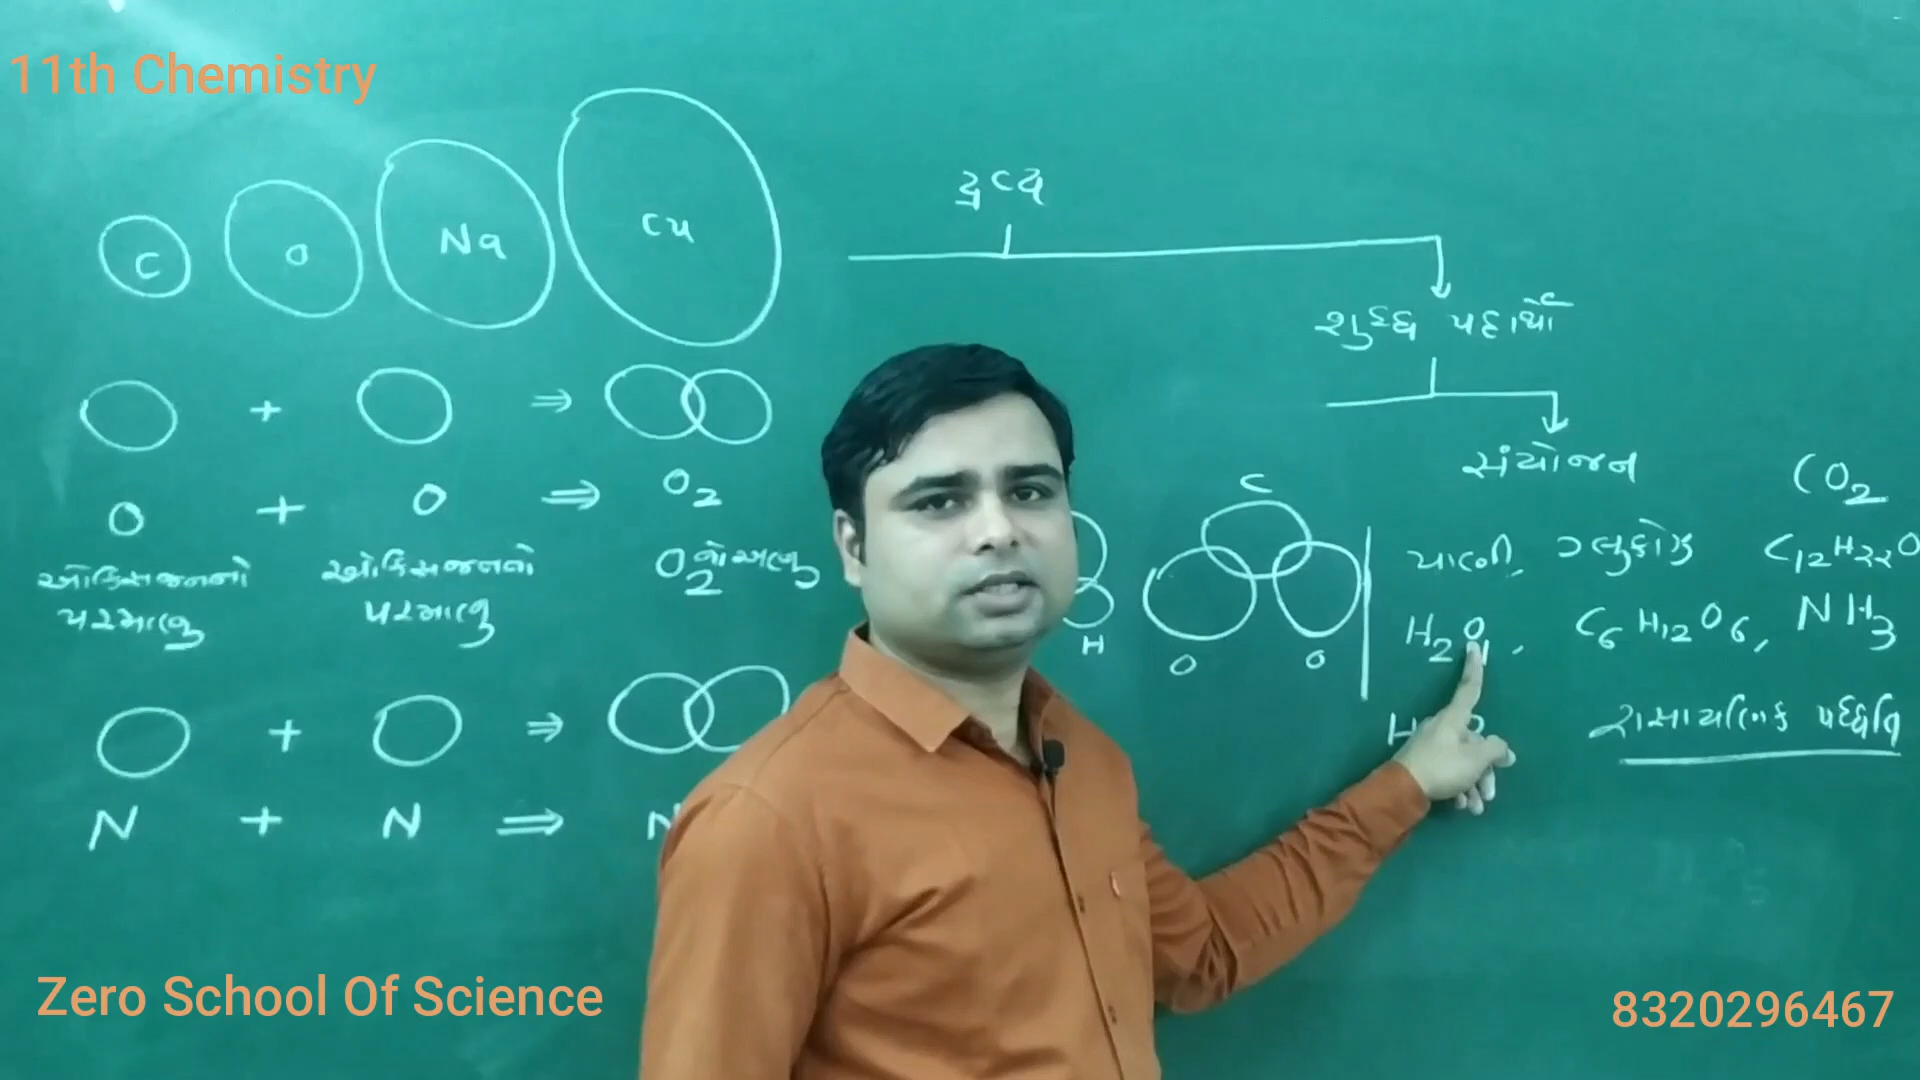 11th Chemistry
C O Na Cu
દ્રવ્ય
શુદ્ધ પદાર્થો
સંયોજન
CO2
+ ⇒
O + O ⇒ O2
ઓક્સિજનનો પરમાણુ
ઓક્સિજનનો પરમાણુ
O2 નો અણુ
H
C
O O
પાણી, ગ્લુકોઝ C12H22O
H2O, C6H12O6, NH3
રાસાયણિક પદ્ધતિ
+ ⇒
N + N ⇒ N
Zero School Of Science
8320296467